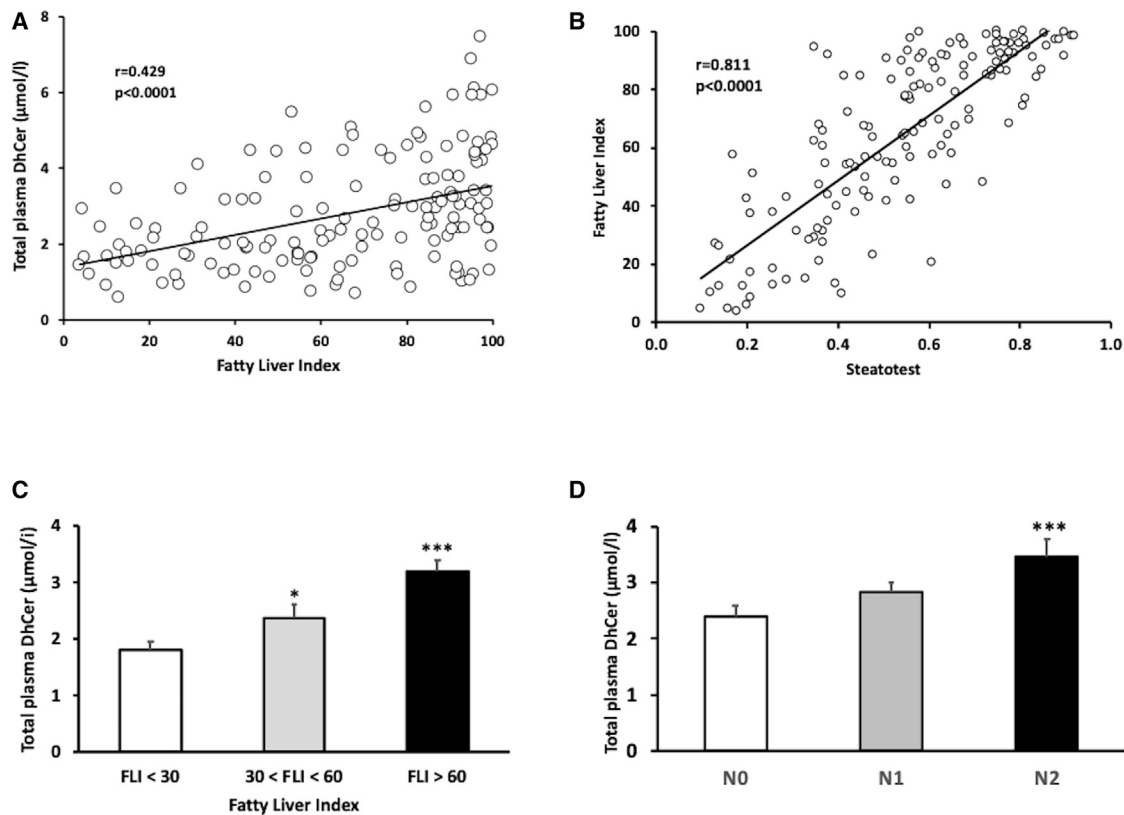 A
Total plasma DhCer (µmol/l)
8
6
4
2
0
r=0.429
p<0.0001
0 20 40 60 80 100
Fatty Liver Index
B
Fatty Liver Index
100
80
60
40
20
0
r=0.811
p<0.0001
0.0 0.2 0.4 0.6 0.8 1.0
Steatotest
C
Total plasma DhCer (µmol/i)
4
3
2
1
0
*
***
FLI < 30 30 < FLI < 60 FLI > 60
Fatty Liver Index
D
Total plasma DhCer (µmol/l)
4
3
2
1
0
***
N0 N1 N2